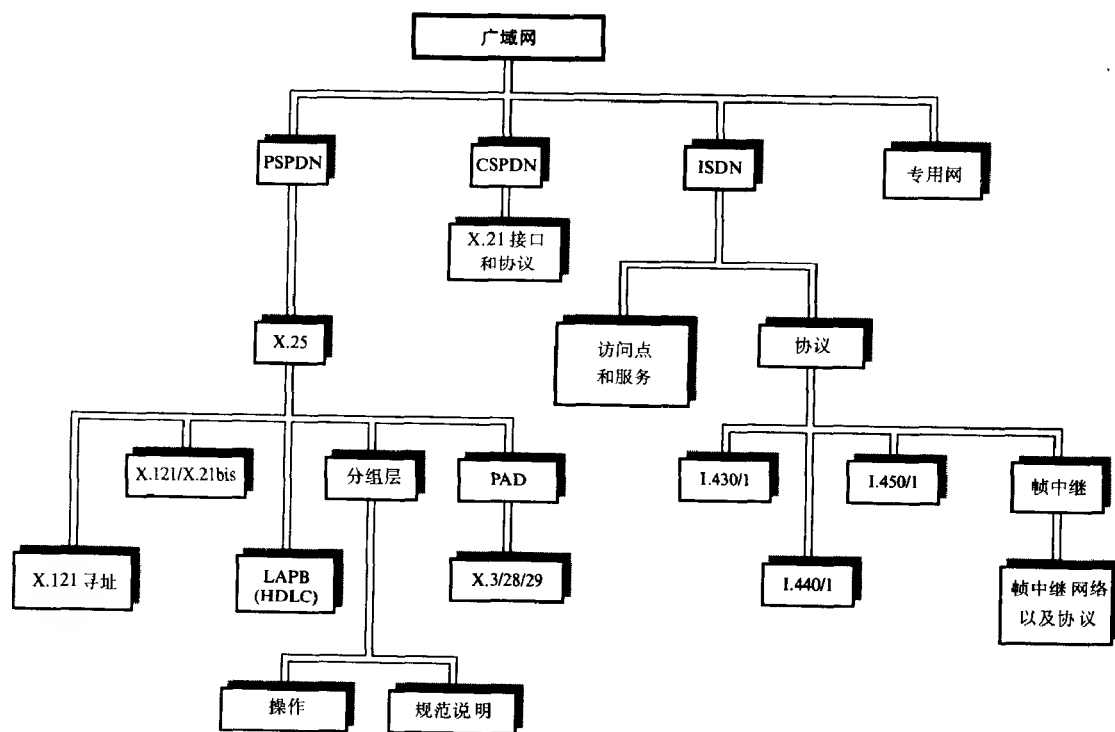 广域网
PSPDN
CSPDN
ISDN
专用网
X.21 接口
和协议
X.25
访问点
和服务
协议
X.121/X.21bis
分组层
PAD
I.430/1
I.450/1
帧中继
X.121 寻址
LAPB
(HDLC)
X.3/28/29
I.440/1
帧中继网络
以及协议
操作
规范说明